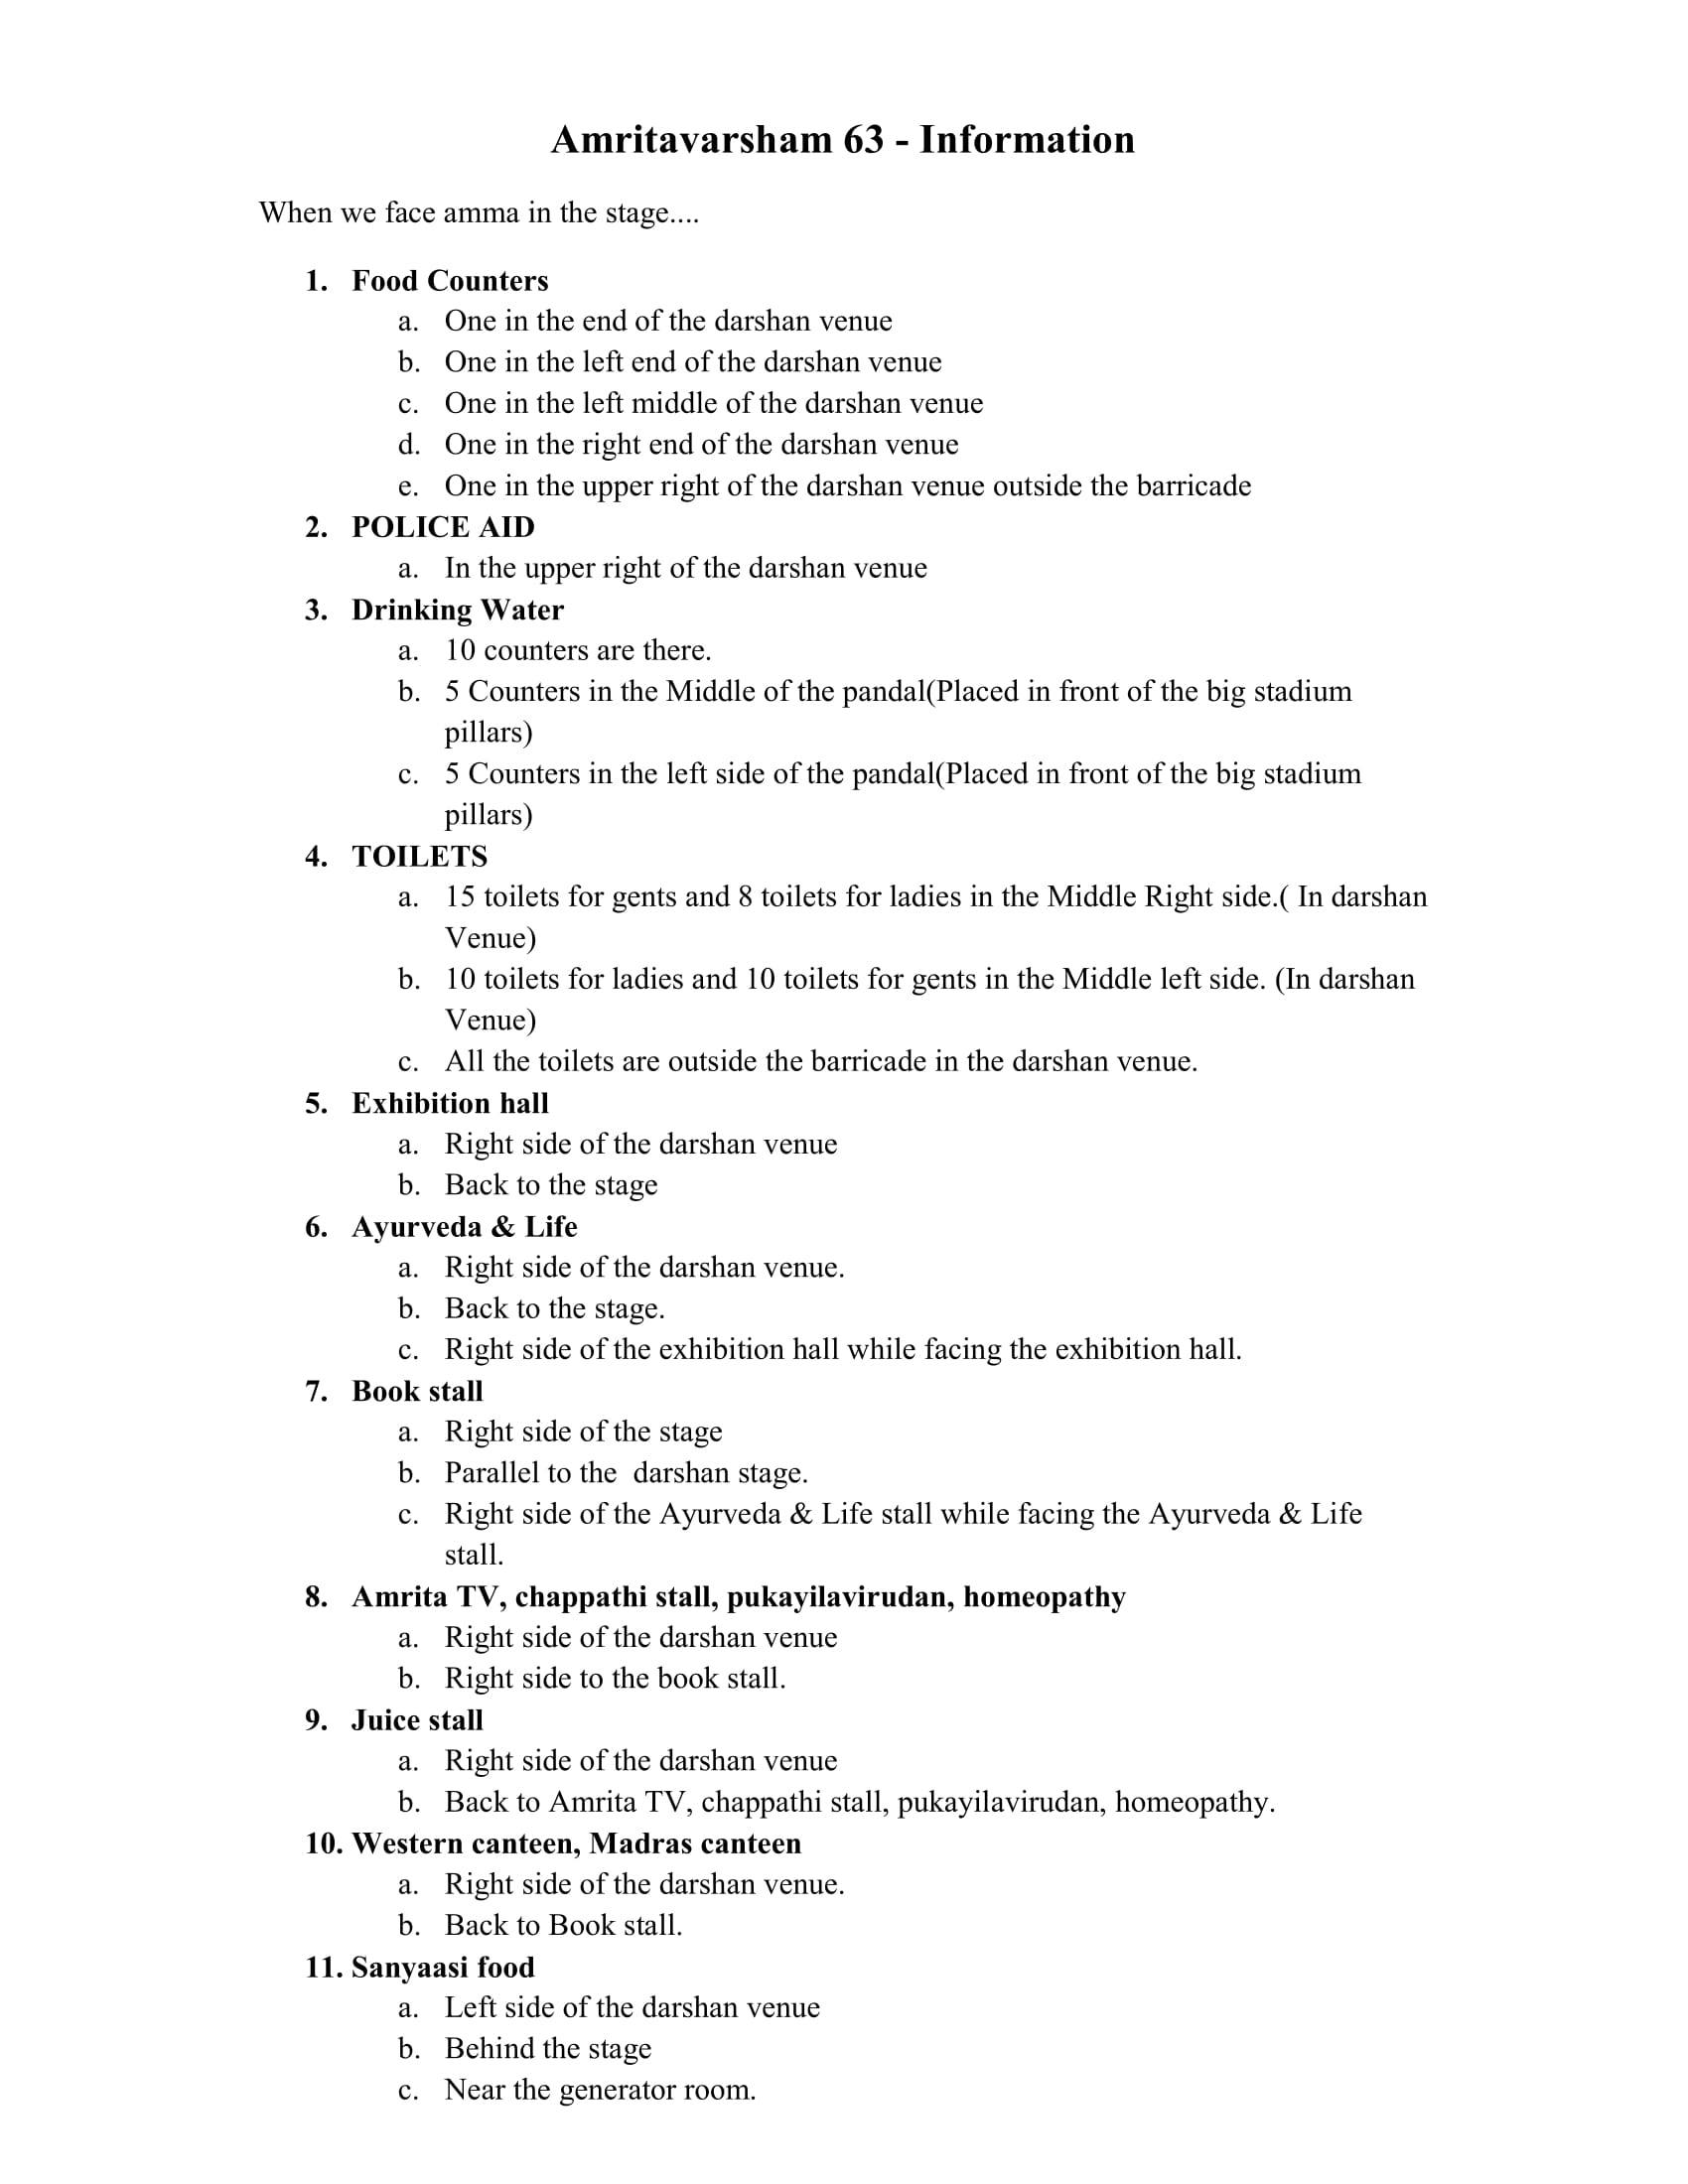 Amritavarsham 63 - Information
When we face amma in the stage....
1. Food Counters
a. One in the end of the darshan venue
b. One in the left end of the darshan venue
c. One in the left middle of the darshan venue
d. One in the right end of the darshan venue
e. One in the upper right of the darshan venue outside the barricade
2. POLICE AID
a. In the upper right of the darshan venue
3. Drinking Water
a. 10 counters are there.
b. 5 Counters in the Middle of the pandal(Placed in front of the big stadium
pillars)
c. 5 Counters in the left side of the pandal(Placed in front of the big stadium
pillars)
4. TOILETS
a. 15 toilets for gents and 8 toilets for ladies in the Middle Right side.( In darshan
Venue)
b. 10 toilets for ladies and 10 toilets for gents in the Middle left side. (In darshan
Venue)
c. All the toilets are outside the barricade in the darshan venue.
5. Exhibition hall
a. Right side of the darshan venue
b. Back to the stage
6. Ayurveda & Life
a. Right side of the darshan venue.
b. Back to the stage.
c. Right side of the exhibition hall while facing the exhibition hall.
7. Book stall
a. Right side of the stage
b. Parallel to the  darshan stage.
c. Right side of the Ayurveda & Life stall while facing the Ayurveda & Life
stall.
8. Amrita TV, chappathi stall, pukayilavirudan, homeopathy
a. Right side of the darshan venue
b. Right side to the book stall.
9. Juice stall
a. Right side of the darshan venue
b. Back to Amrita TV, chappathi stall, pukayilavirudan, homeopathy.
10. Western canteen, Madras canteen
a. Right side of the darshan venue.
b. Back to Book stall.
11. Sanyaasi food
a. Left side of the darshan venue
b. Behind the stage
c. Near the generator room.